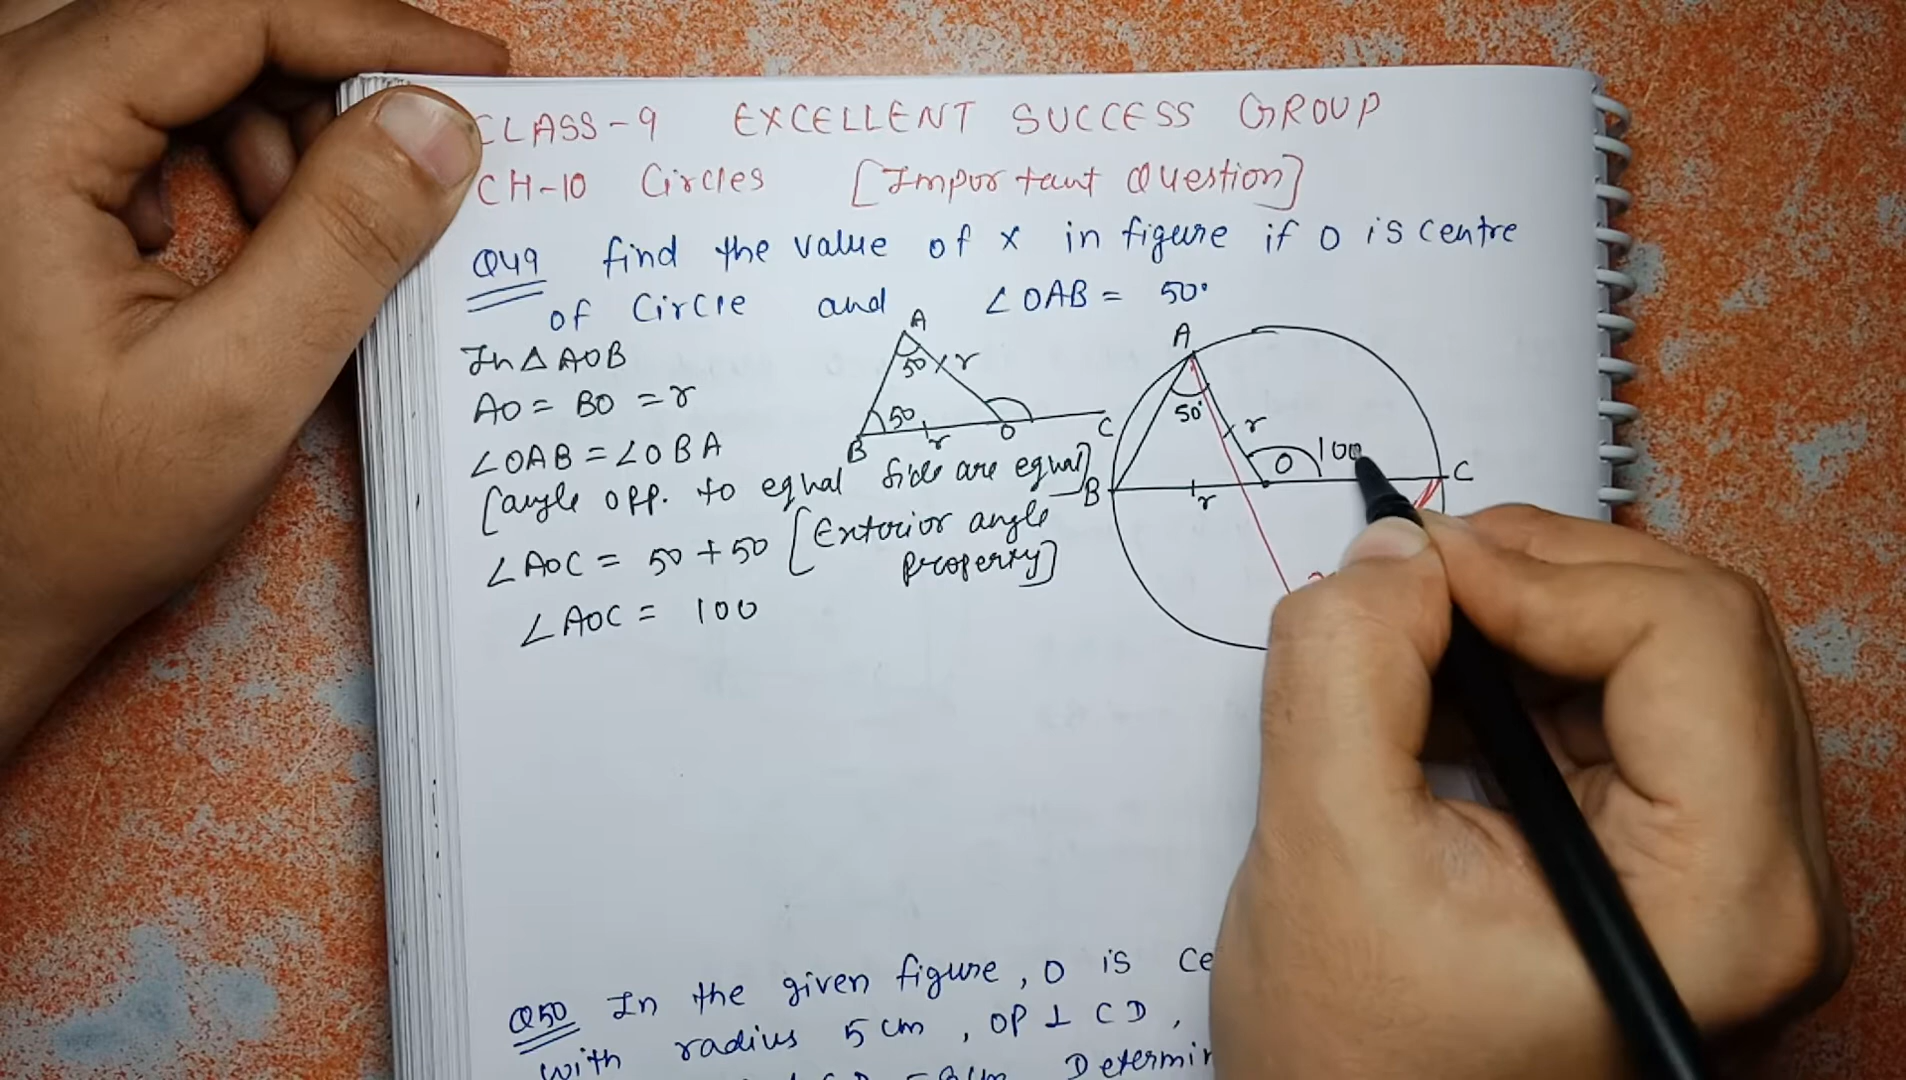 CLASS-9 EXCELLENT SUCCESS GROUP
CH-10 Circles [Important Question]
Q49 find the value of x in figure if O is centre
of Circle and ∠OAB = 50°
In △AOB
AO = BO = r
∠OAB = ∠OBA
[angle opp. to equal side are equal]
∠AOC = 50 + 50 [Exterior angle
property]
∠AOC = 100
A
50
r
50
B
r
O
C
A
50°
r
O
100
B
r
C
Q50 In the given figure, O is
with radius 5 cm, OP ⊥ CD,